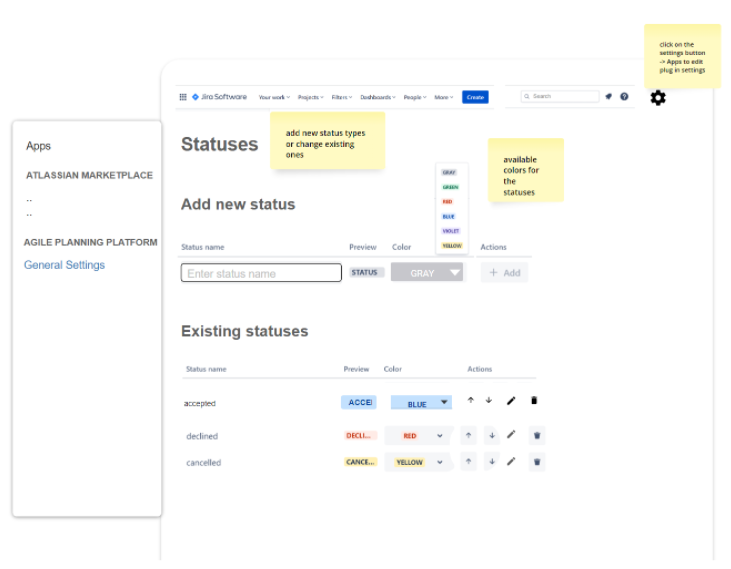 click on the
settings button
-> Apps to edit
plug in settings
Jira Software Your work Projects Filters Dashboards People More Create Search
Apps
ATLASSIAN MARKETPLACE
..
..
AGILE PLANNING PLATFORM
General Settings
Statuses
add new status types
or change existing
ones
available
colors for
the
statuses
GRAY
GREEN
RED
BLUE
VIOLET
YELLOW
Add new status
Status name Preview Color Actions
Enter status name STATUS GRAY + Add
Existing statuses
Status name Preview Color Actions
accepted ACCE BLUE
declined DECLI... RED
cancelled CANCE... YELLOW